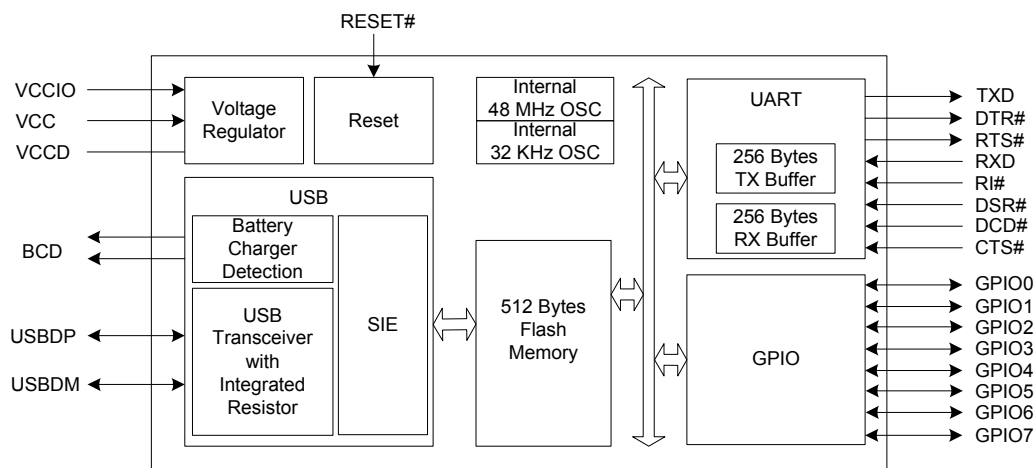 RESET#
VCCIO
VCC
VCCD
Voltage
Regulator
Reset
Internal
48 MHz OSC
Internal
32 KHz OSC
UART
256 Bytes
TX Buffer
256 Bytes
RX Buffer
TXD
DTR#
RTS#
RXD
RI#
DSR#
DCD#
CTS#
USB
Battery
Charger
Detection
BCD
USB
Transceiver
with
Integrated
Resistor
SIE
USBDP
USBDM
512 Bytes
Flash
Memory
GPIO
GPIO0
GPIO1
GPIO2
GPIO3
GPIO4
GPIO5
GPIO6
GPIO7